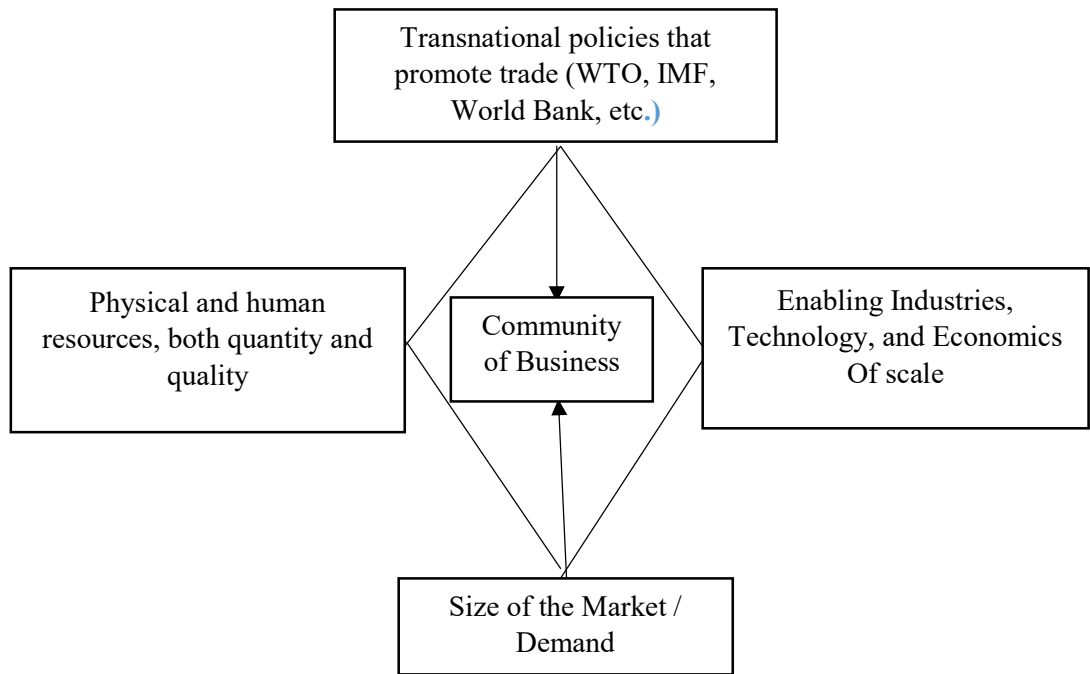 Transnational policies that
promote trade (WTO, IMF,
World Bank, etc.)
Physical and human
resources, both quantity and
quality
Community
of Business
Enabling Industries,
Technology, and Economics
Of scale
Size of the Market /
Demand